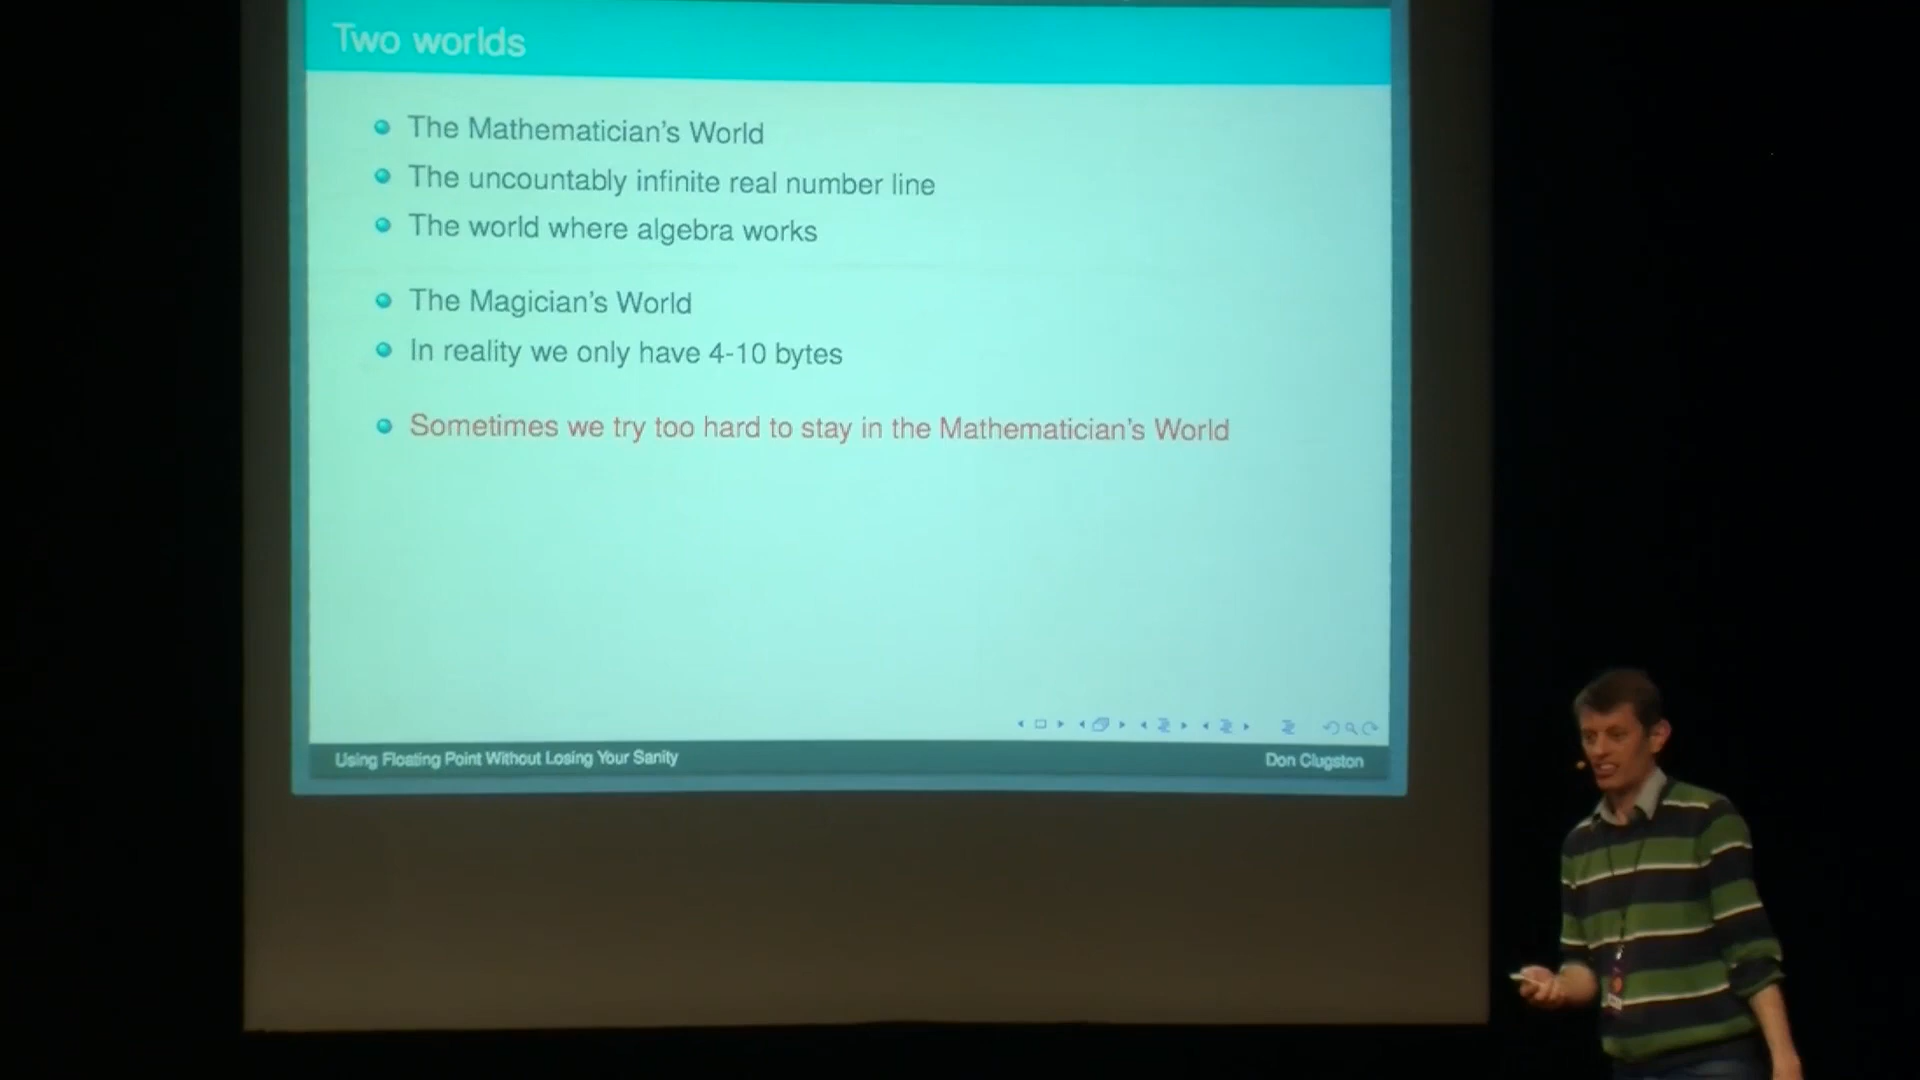 Two worlds
The Mathematician's World
The uncountably infinite real number line
The world where algebra works
The Magician's World
In reality we only have 4-10 bytes
Sometimes we try too hard to stay in the Mathematician's World
Using Floating Point Without Losing Your Sanity
Don Clugston